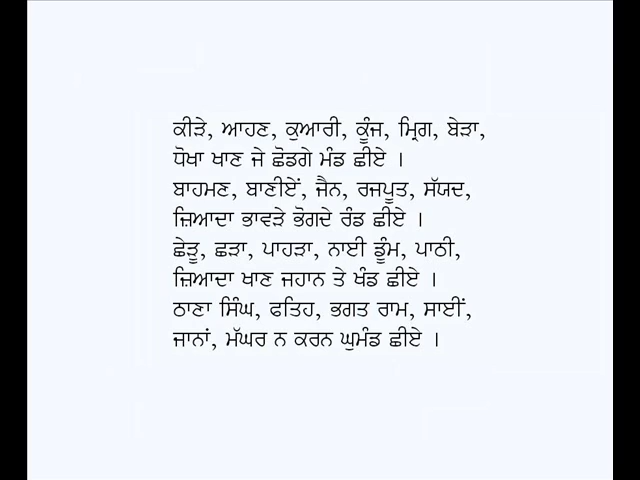 ਕੀੜੇ, ਆਹਣ, ਕੁਆਰੀ, ਕੂੰਜ, ਮ੍ਰਿਗ, ਬੇੜਾ,
ਧੋਖਾ ਖਾਣ ਜੇ ਛੋਡਗੇ ਮੰਡ ਛੀਏ ।
ਬਾਹਮਣ, ਬਾਣੀਏਂ, ਜੈਨ, ਰਜਪੂਤ, ਸੱਯਦ,
ਜ਼ਿਆਦਾ ਭਾਵੜੇ ਭੋਗਦੇ ਰੰਡ ਛੀਏ ।
ਛੇੜੂ, ਛੜਾ, ਪਾਹੜਾ, ਨਾਈ ਡੂੰਮ, ਪਾਠੀ,
ਜ਼ਿਆਦਾ ਖਾਣ ਜਹਾਨ ਤੇ ਖੰਡ ਛੀਏ ।
ਠਾਣਾ ਸਿੰਘ, ਫਤਿਹ, ਭਗਤ ਰਾਮ, ਸਾਈਂ,
ਜਾਨਾਂ, ਮੱਘਰ ਨ ਕਰਨ ਘੁਮੰਡ ਛੀਏ ।